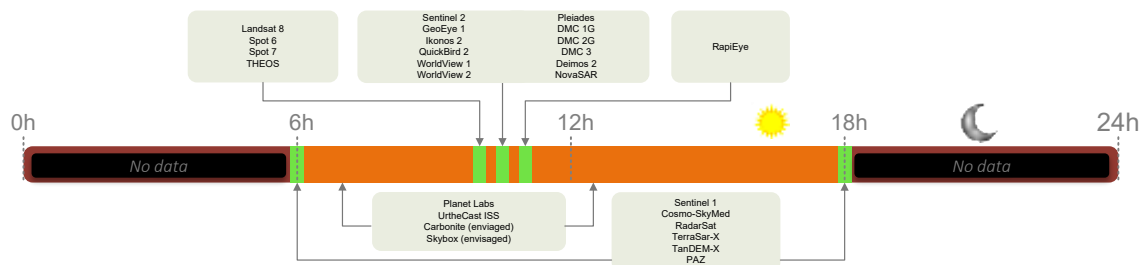 Landsat 8
Spot 6
Spot 7
THEOS
Sentinel 2
GeoEye 1
Ikonos 2
QuickBird 2
WorldView 1
WorldView 2
Pleiades
DMC 1G
DMC 2G
DMC 3
Deimos 2
NovaSAR
RapiEye
0h
6h
12h
18h
24h
No data
No data
Planet Labs
UrtheCast ISS
Carbonite (enviaged)
Skybox (envisaged)
Sentinel 1
Cosmo-SkyMed
RadarSat
TerraSar-X
TanDEM-X
PAZ